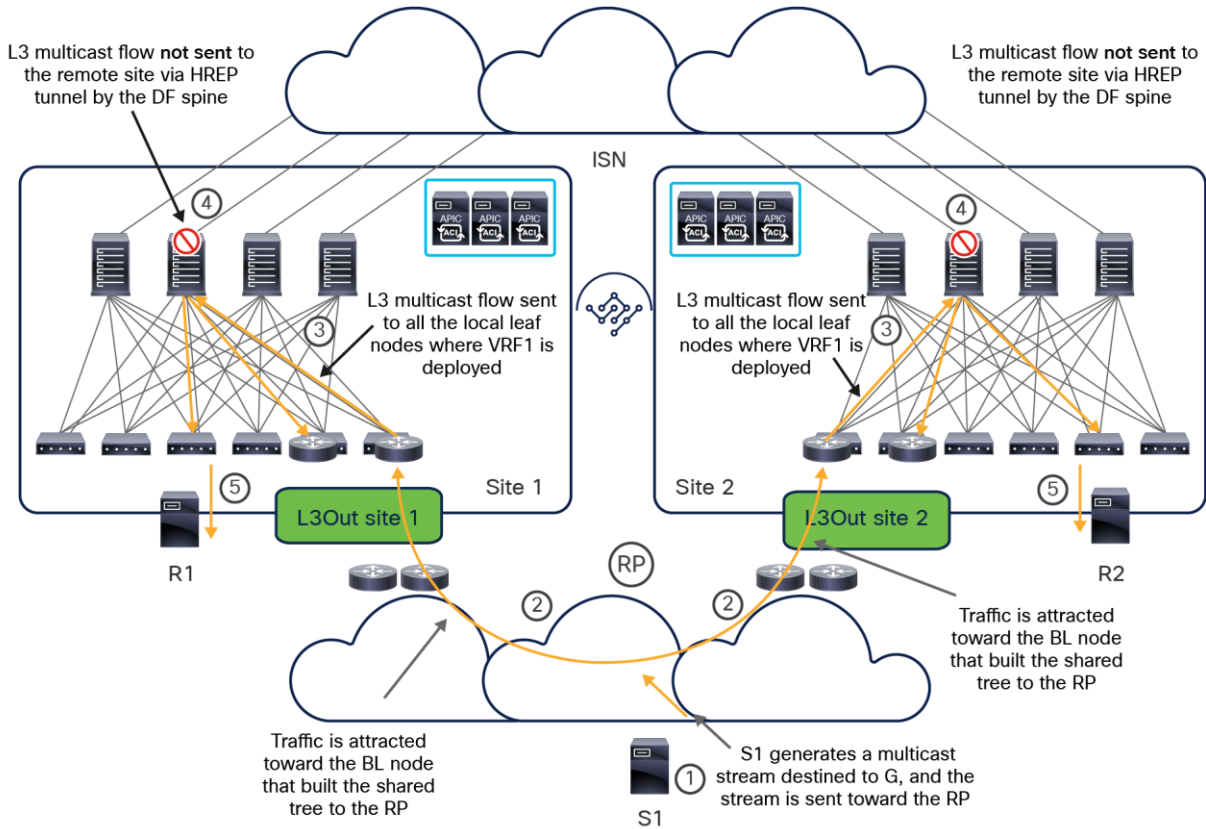 L3 multicast flow not sent to
the remote site via HREP
tunnel by the DF spine
L3 multicast flow not sent to
the remote site via HREP
tunnel by the DF spine
ISN
4
APIC
APIC
APIC
ACI
ACI
ACI
APIC
APIC
APIC
ACI
ACI
ACI
4
3
L3 multicast flow sent
to all the local leaf
nodes where VRF1 is
deployed
L3 multicast flow sent
to all the local leaf
nodes where VRF1 is
deployed
3
5
Site 1
Site 2
5
L3Out site 1
L3Out site 2
R1
RP
R2
2
2
Traffic is attracted
toward the BL node
that built the shared
tree to the RP
Traffic is attracted
toward the BL node
that built the shared
tree to the RP
1
S1 generates a multicast
stream destined to G, and the
stream is sent toward the RP
S1